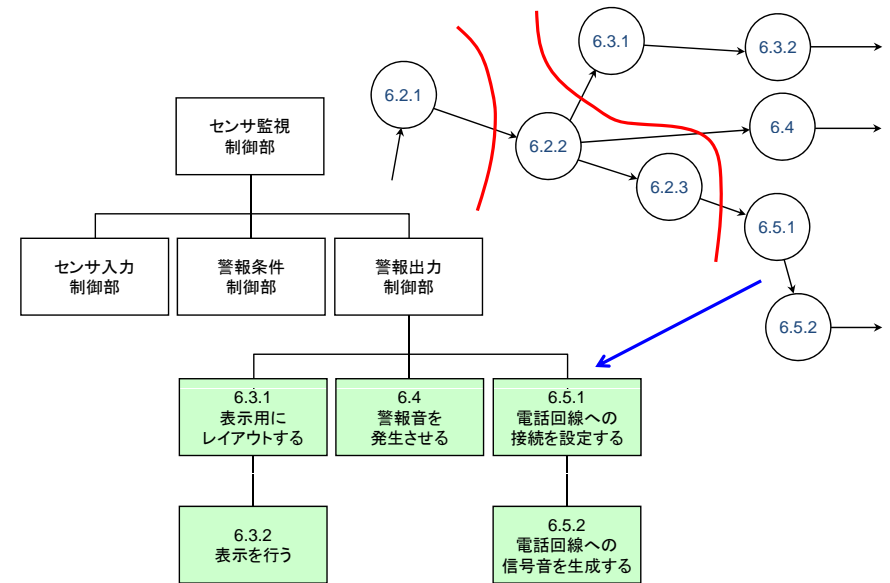 6.3.1
6.3.2
6.2.1
6.4
6.2.2
6.2.3
6.5.1
6.5.2
センサ監視
制御部
センサ入力
制御部
警報条件
制御部
警報出力
制御部
6.3.1
表示用に
レイアウトする
6.4
警報音を
発生させる
6.5.1
電話回線への
接続を設定する
6.3.2
表示を行う
6.5.2
電話回線への
信号音を生成する